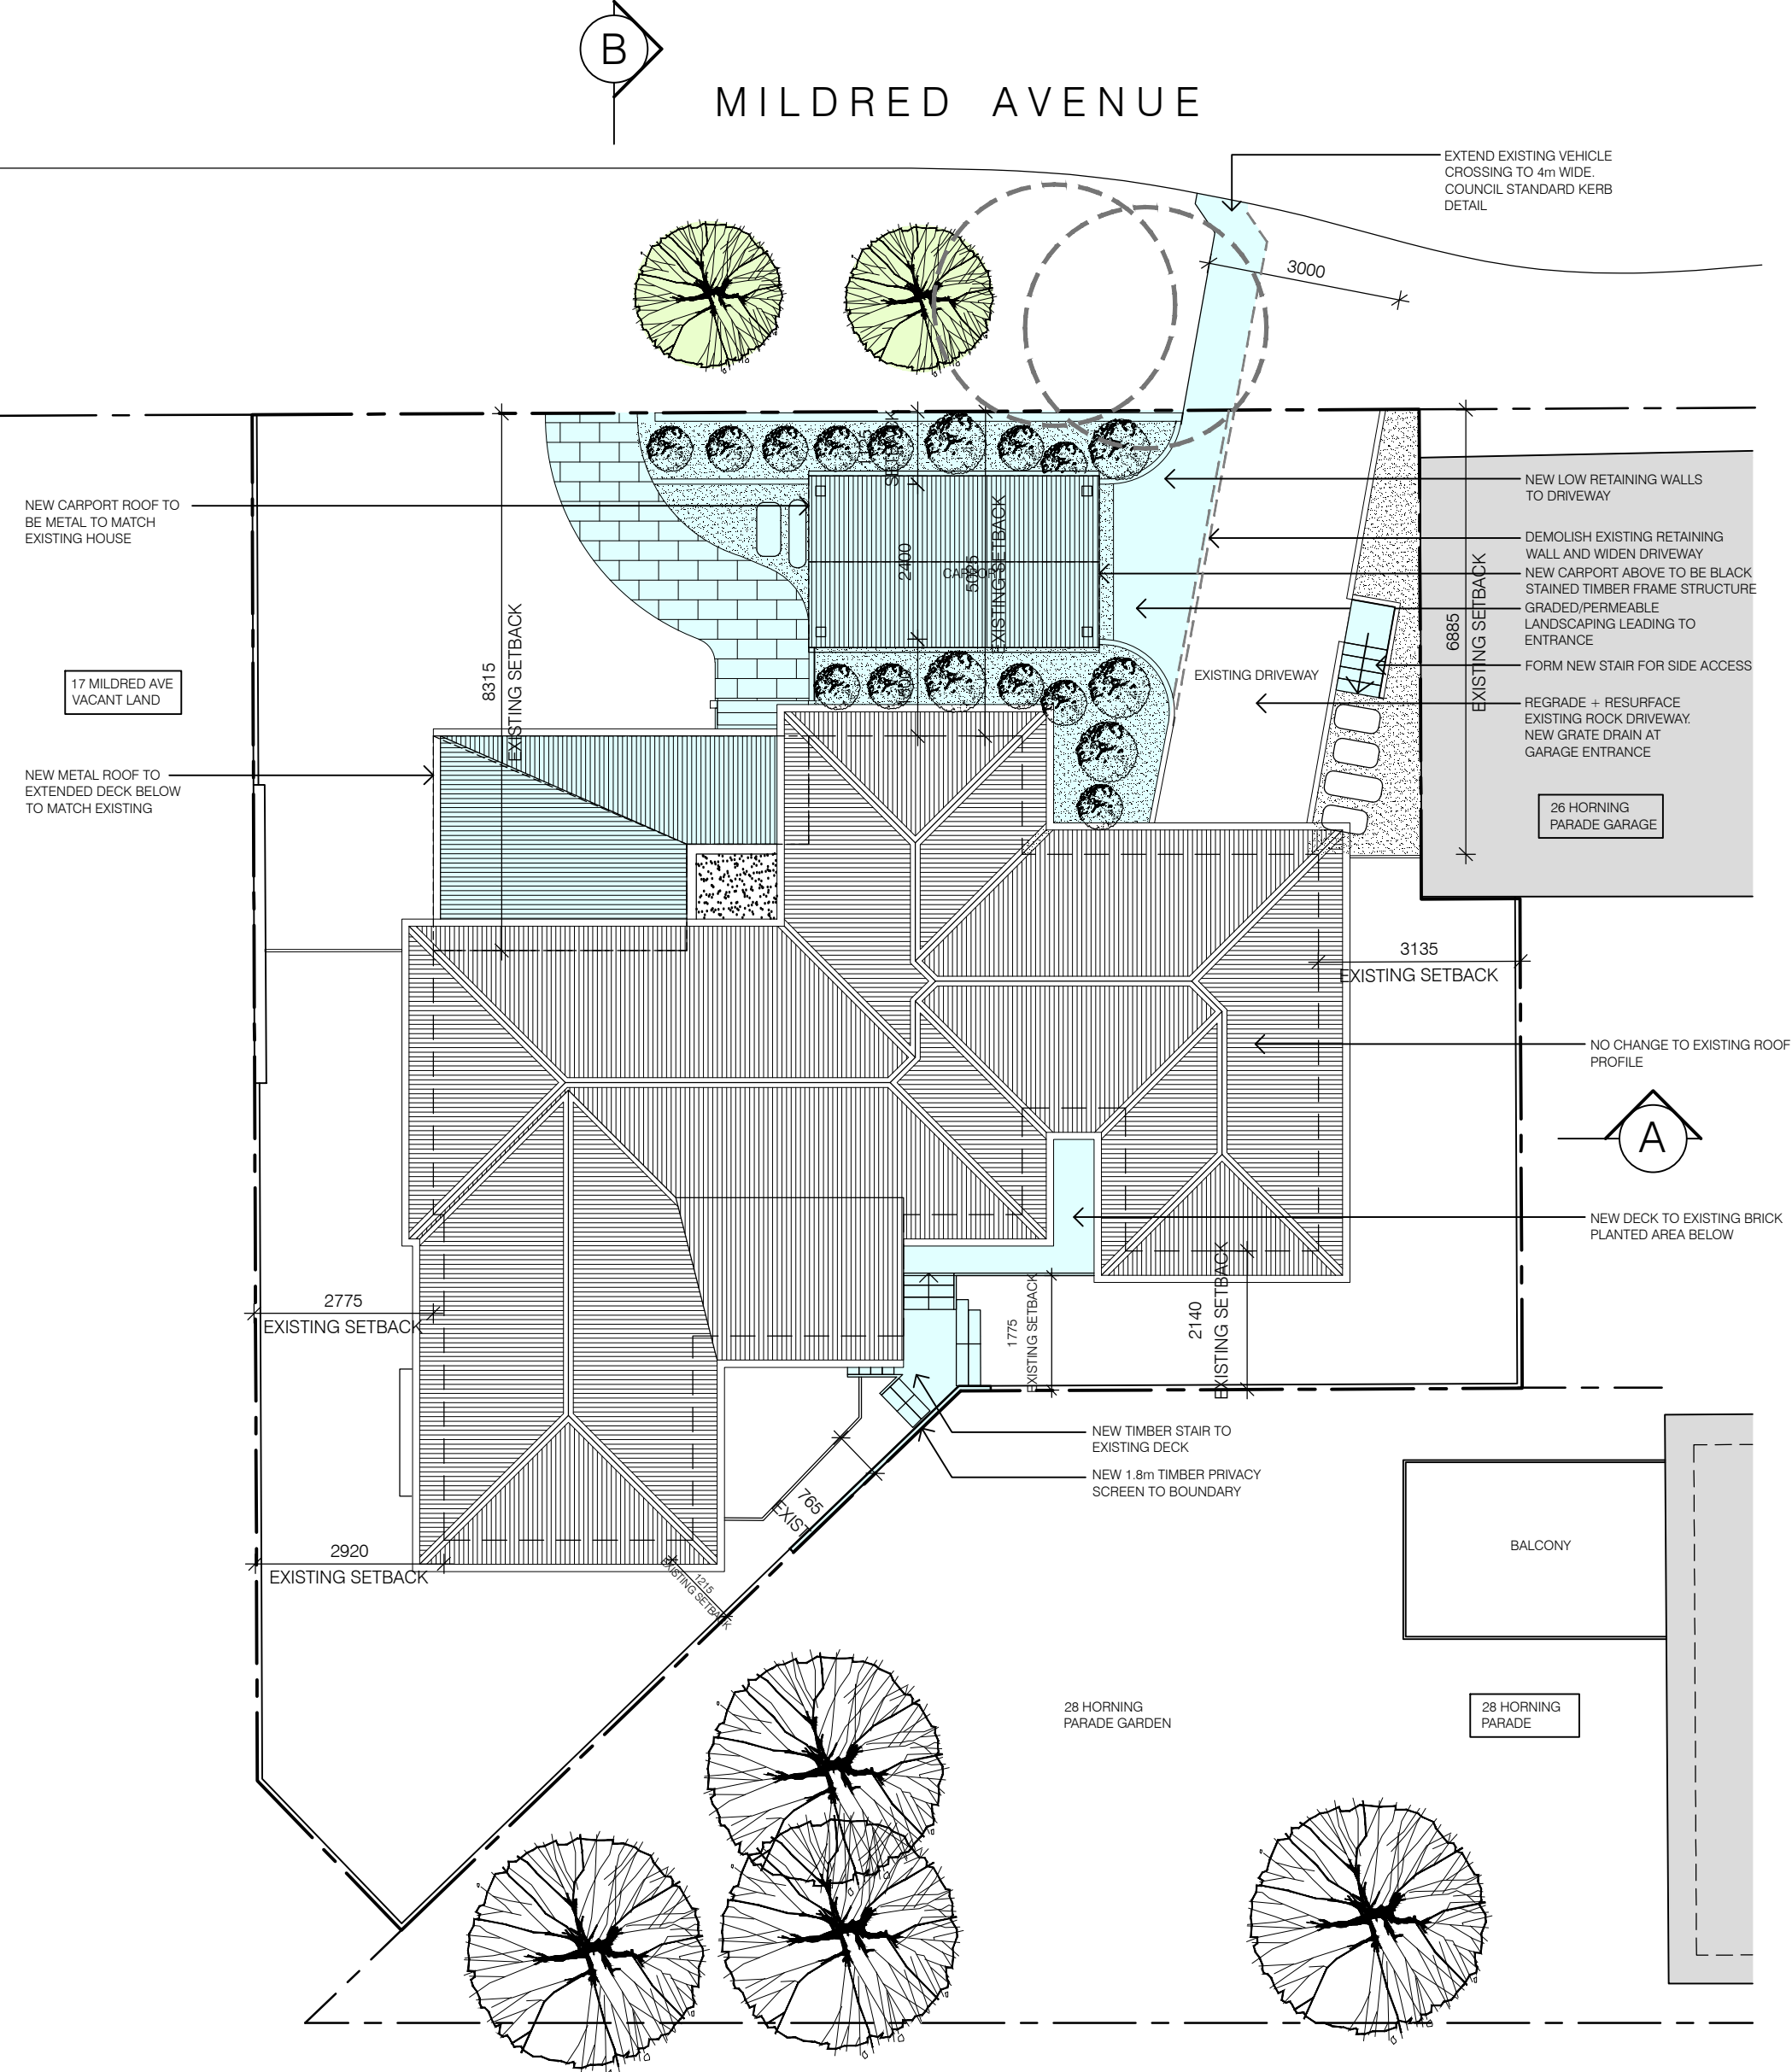 B
MILDRED AVENUE
EXTEND EXISTING VEHICLE
CROSSING TO 4m WIDE.
COUNCIL STANDARD KERB
DETAIL
3000
SETBACK
NEW CARPORT ROOF TO
BE METAL TO MATCH
EXISTING HOUSE
2400
5025
EXISTING SETBACK
CARPORT
NEW LOW RETAINING WALLS
TO DRIVEWAY
DEMOLISH EXISTING RETAINING
WALL AND WIDEN DRIVEWAY
NEW CARPORT ABOVE TO BE BLACK
STAINED TIMBER FRAME STRUCTURE
GRADED/PERMEABLE
LANDSCAPING LEADING TO
ENTRANCE
FORM NEW STAIR FOR SIDE ACCESS
REGRADE + RESURFACE
EXISTING ROCK DRIVEWAY.
NEW GRATE DRAIN AT
GARAGE ENTRANCE
6885
EXISTING SETBACK
EXISTING DRIVEWAY
8315
EXISTING SETBACK
17 MILDRED AVE
VACANT LAND
NEW METAL ROOF TO
EXTENDED DECK BELOW
TO MATCH EXISTING
26 HORNING
PARADE GARAGE
3135
EXISTING SETBACK
NO CHANGE TO EXISTING ROOF
PROFILE
A
NEW DECK TO EXISTING BRICK
PLANTED AREA BELOW
2775
EXISTING SETBACK
1775
EXISTING SETBACK
2140
EXISTING SETBACK
NEW TIMBER STAIR TO
EXISTING DECK
NEW 1.8m TIMBER PRIVACY
SCREEN TO BOUNDARY
765
EXIST
2920
EXISTING SETBACK
1215
EXISTING SETBACK
BALCONY
28 HORNING
PARADE GARDEN
28 HORNING
PARADE